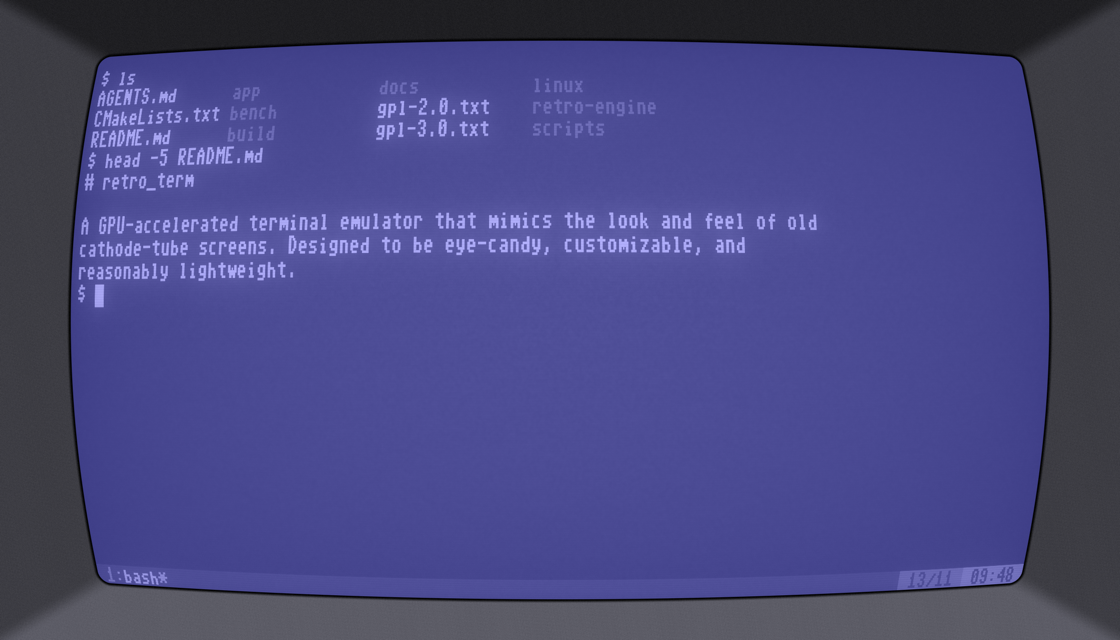 $ ls
AGENTS.md app docs linux
CMakeLists.txt bench gpl-2.0.txt retro-engine
README.md build gpl-3.0.txt scripts
$ head -5 README.md
# retro_term
A GPU-accelerated terminal emulator that mimics the look and feel of old
cathode-tube screens. Designed to be eye-candy, customizable, and
reasonably lightweight.
$
1:bash* 13/11 09:48